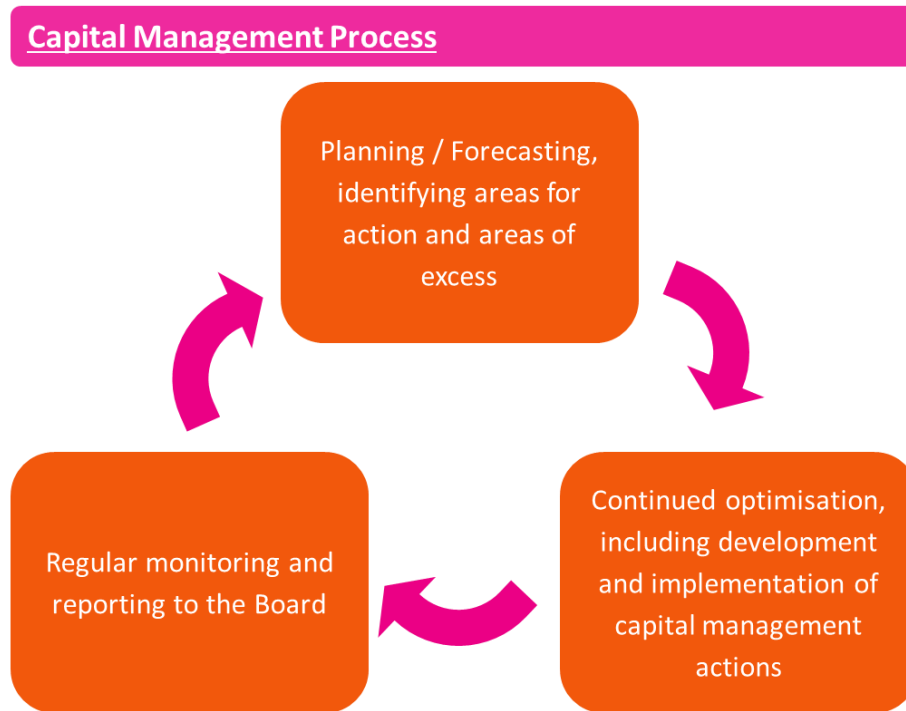 Capital Management Process
Planning / Forecasting,
identifying areas for
action and areas of
excess
Continued optimisation,
including development
and implementation of
capital management
actions
Regular monitoring and
reporting to the Board